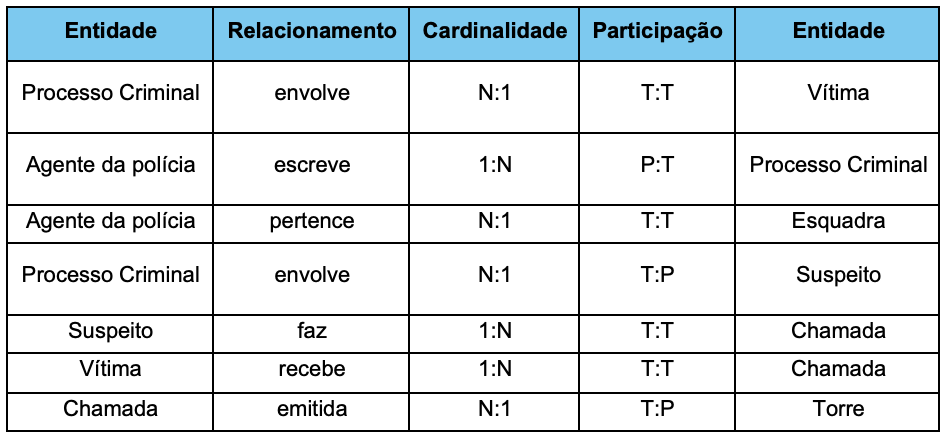 Entidade Relacionamento Cardinalidade Participação Entidade
Processo Criminal envolve N:1 T:T Vítima
Agente da polícia escreve 1:N P:T Processo Criminal
Agente da polícia pertence N:1 T:T Esquadra
Processo Criminal envolve N:1 T:P Suspeito
Suspeito faz 1:N T:T Chamada
Vítima recebe 1:N T:T Chamada
Chamada emitida N:1 T:P Torre